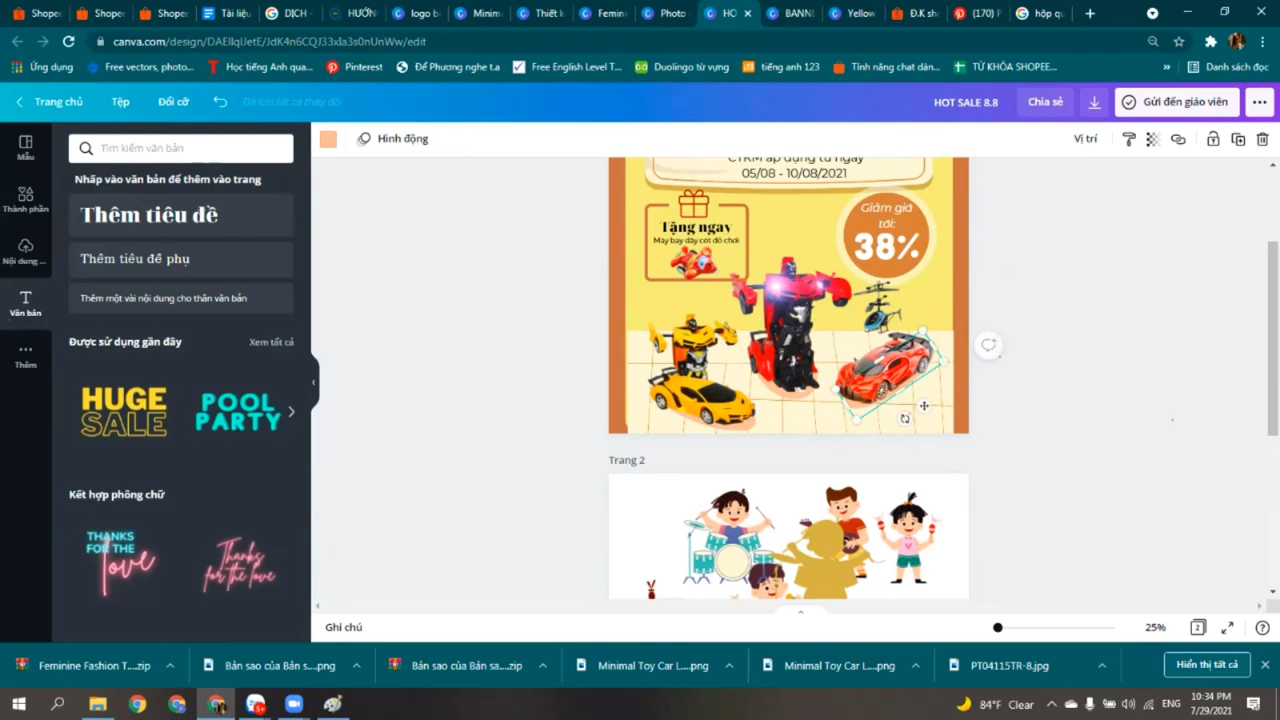 Shopee
Shopee
Shopee
Tài liệu
DỊCH -
HƯỚN
logo b
Minim
Thiết k
Femin
Photo
HO
BANNE
Yellow
Đ.K sh
(170) P
hộp qu
canva.com/design/DAElIqIJetE/JdK4n6CQJ33xIa3s0nUnWw/edit
Ứng dụng
Free vectors, photo...
Học tiếng Anh qua...
Pinterest
Để Phương nghe t.a
Free English Level T...
Duolingo từ vựng
tiếng anh 123
Tính năng chat dàn...
TỪ KHÓA SHOPEE...
»
Danh sách đọc
Trang chủ
Tệp
Đổi cỡ
Đã lưu tất cả thay đổi
HOT SALE 8.8
Chia sẻ
Gửi đến giáo viên
Hình động
Vị trí
Mẫu
Thành phần
Nội dung ...
Văn bản
Thêm
Tìm kiếm văn bản
Nhấp vào văn bản để thêm vào trang
Thêm tiêu đề
Thêm tiêu đề phụ
Thêm một vài nội dung cho thân văn bản
Được sử dụng gần đây
Xem tất cả
HUGE
SALE
POOL
PARTY
Kết hợp phông chữ
THANKS
FOR THE
love
Thanks
for the love
CTKM áp dụng từ ngày
05/08 - 10/08/2021
Tặng ngay
Máy bay dây cót đồ chơi
Giảm giá
tới:
38%
Trang 2
Ghi chú
25%
2
Feminine Fashion T....zip
Bản sao của Bản s....png
Bản sao của Bản sa....zip
Minimal Toy Car L....png
Minimal Toy Car L....png
PT04115TR-8.jpg
Hiển thị tất cả
84°F Clear
ENG
10:34 PM
7/29/2021